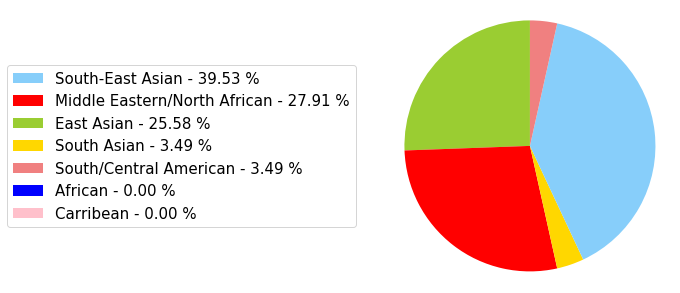 South-East Asian - 39.53 %
Middle Eastern/North African - 27.91 %
East Asian - 25.58 %
South Asian - 3.49 %
South/Central American - 3.49 %
African - 0.00 %
Carribean - 0.00 %